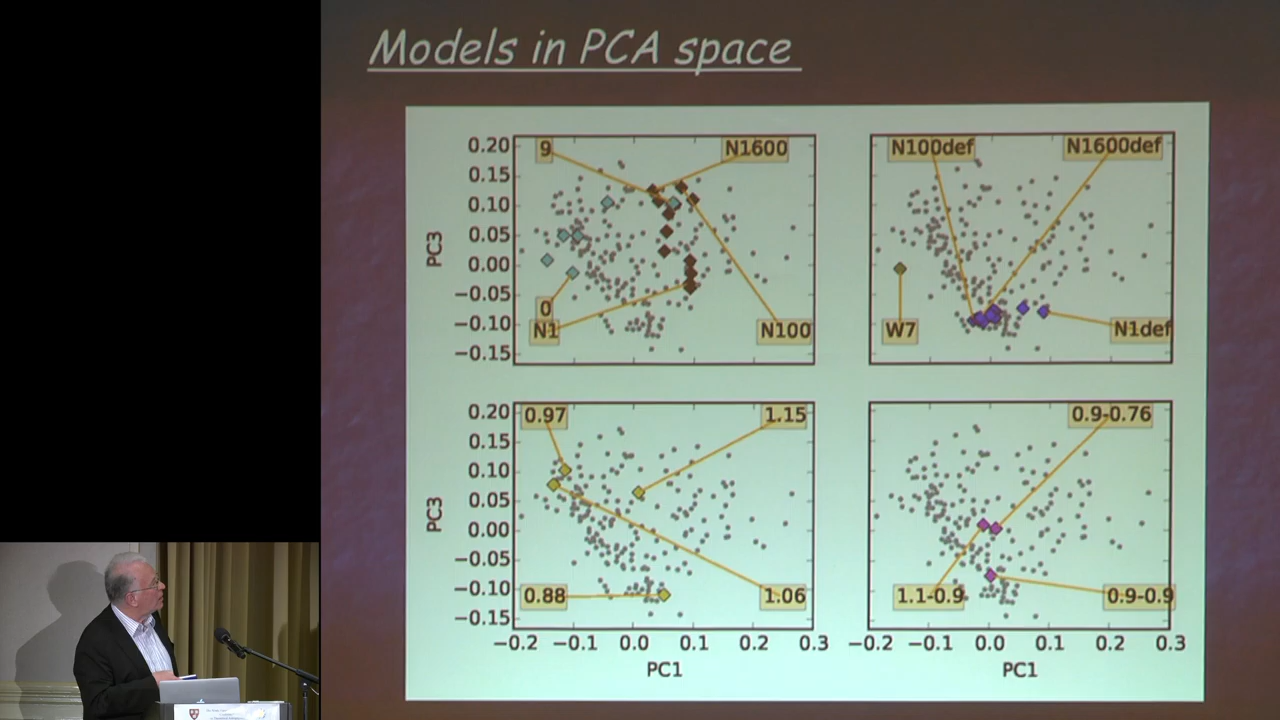 Models in PCA space
9
N1600
0
N1
N100
PC3
0.20
0.15
0.10
0.05
0.00
−0.05
−0.10
−0.15
N100def
N1600def
W7
N1def
0.97
1.15
0.88
1.06
PC3
0.20
0.15
0.10
0.05
0.00
−0.05
−0.10
−0.15
−0.2 −0.1 0.0 0.1 0.2 0.3
PC1
0.9-0.76
1.1-0.9
0.9-0.9
−0.2 −0.1 0.0 0.1 0.2 0.3
PC1